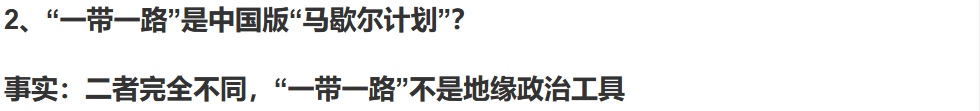 2、“一带一路”是中国版“马歇尔计划”？
事实：二者完全不同，“一带一路”不是地缘政治工具